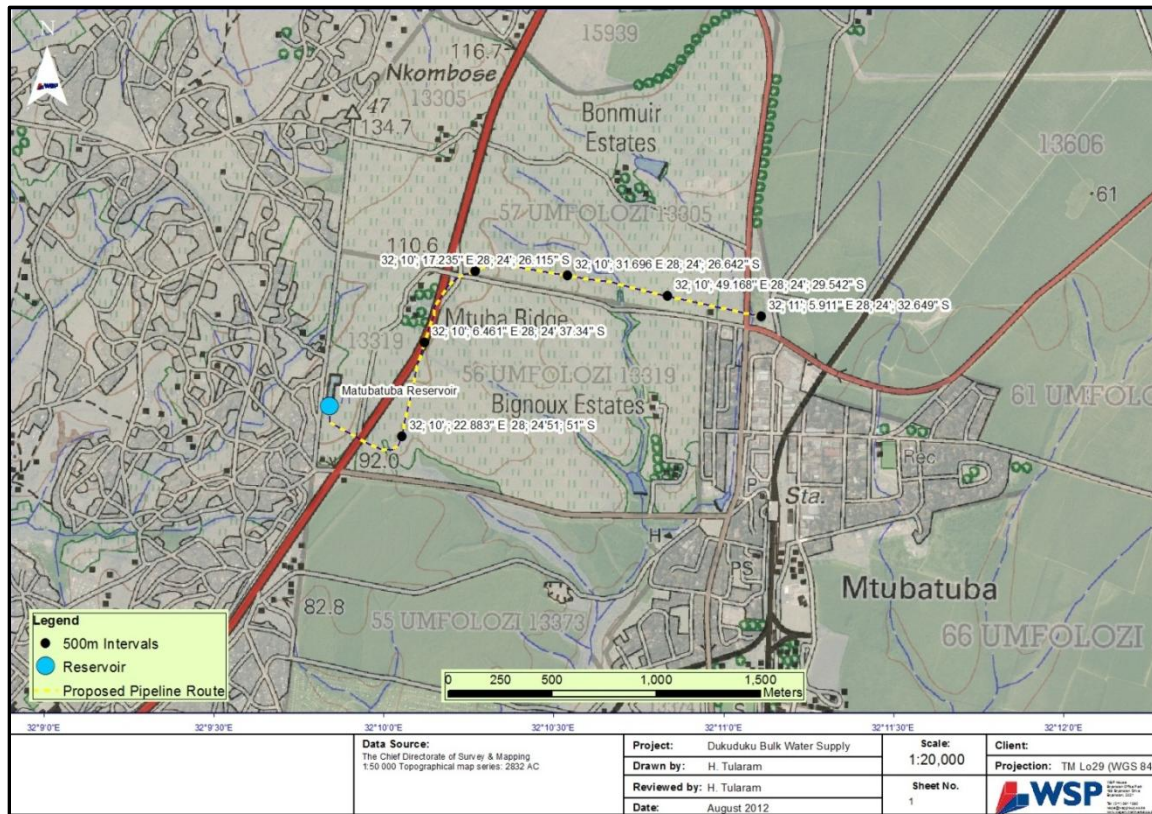 N
WSP
116.7
15939
Nkombose
13305
47
134.7
Bonmuir
Estates
13606
61
57 UMFOLOZI 13305
110.6
32; 10'; 17.235" E 28; 24'; 26.115" S
32; 10'; 31.696 E 28; 24'; 26.642" S
32; 10'; 49.168" E 28; 24'; 29.542" S
32; 11'; 5.911" E 28; 24'; 32.649" S
Mtuba Ridge
32; 10'; 6.461" E 28; 24' 37.34" S
13319
56 UMFOLOZI 13319
61 UMFOLOZI
Matubatuba Reservoir
Bignoux Estates
32; 10' ; 22.883" E 28; 24'51; 51" S
92.0
Rec
P
Sta.
H
PS
Mtubatuba
82.8
55 UMFOLOZI 13373
66 UMFOLOZI
S
Legend
500m Intervals
Reservoir
Proposed Pipeline Route
0 250 500 1,000 1,500
Meters
32°9'0"E 32°9'30"E 32°10'0"E 32°10'30"E 32°11'0"E 32°11'30"E 32°12'0"E
Data Source:
The Chief Directorate of Survey & Mapping
1:50 000 Topographical map series: 2832 AC
Project: Dukuduku Bulk Water Supply
Drawn by: H. Tularam
Reviewed by: H. Tularam
Date: August 2012
Scale:
1:20,000
Sheet No.
1
Client:
Projection: TM Lo29 (WGS 84
WSP